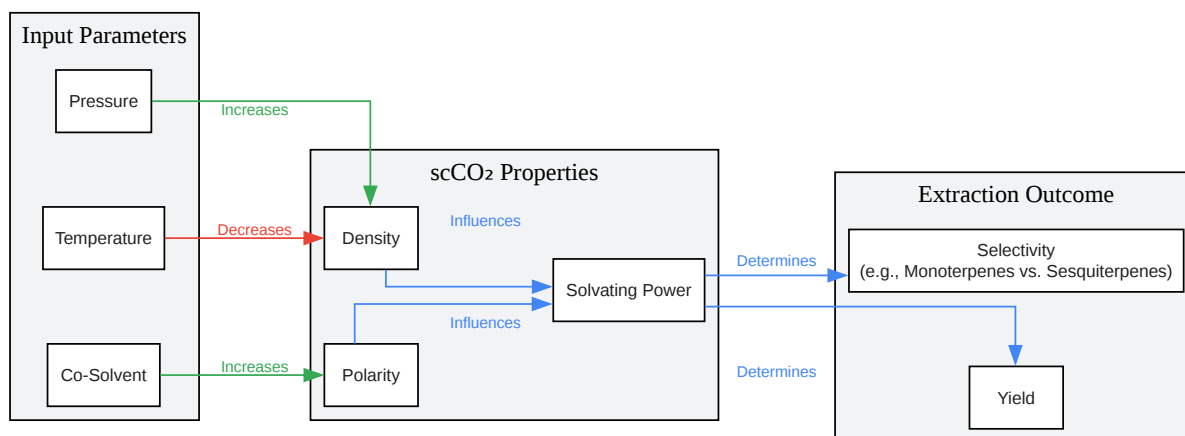 Input Parameters
Pressure
Increases
Temperature
Decreases
Co-Solvent
Increases
scCO₂ Properties
Density
Influences
Solvating Power
Influences
Polarity
Determines
Determines
Extraction Outcome
Selectivity
(e.g., Monoterpenes vs. Sesquiterpenes)
Yield